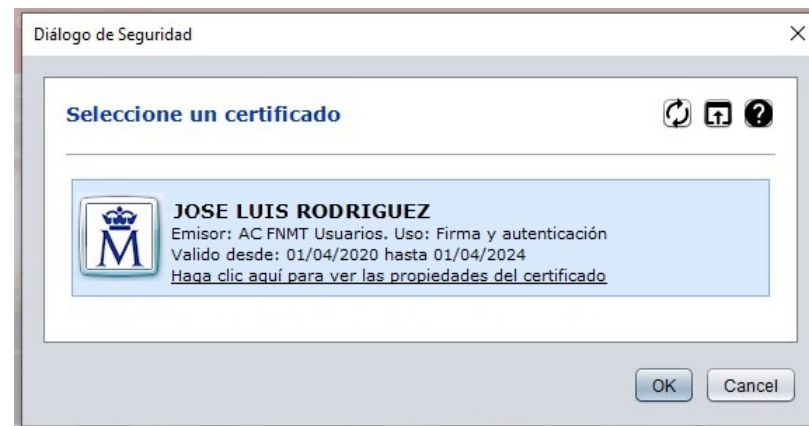 Diálogo de Seguridad
Seleccione un certificado
JOSE LUIS RODRIGUEZ
Emisor: AC FNMT Usuarios. Uso: Firma y autenticación
Valido desde: 01/04/2020 hasta 01/04/2024
Haga clic aquí para ver las propiedades del certificado
OK
Cancel